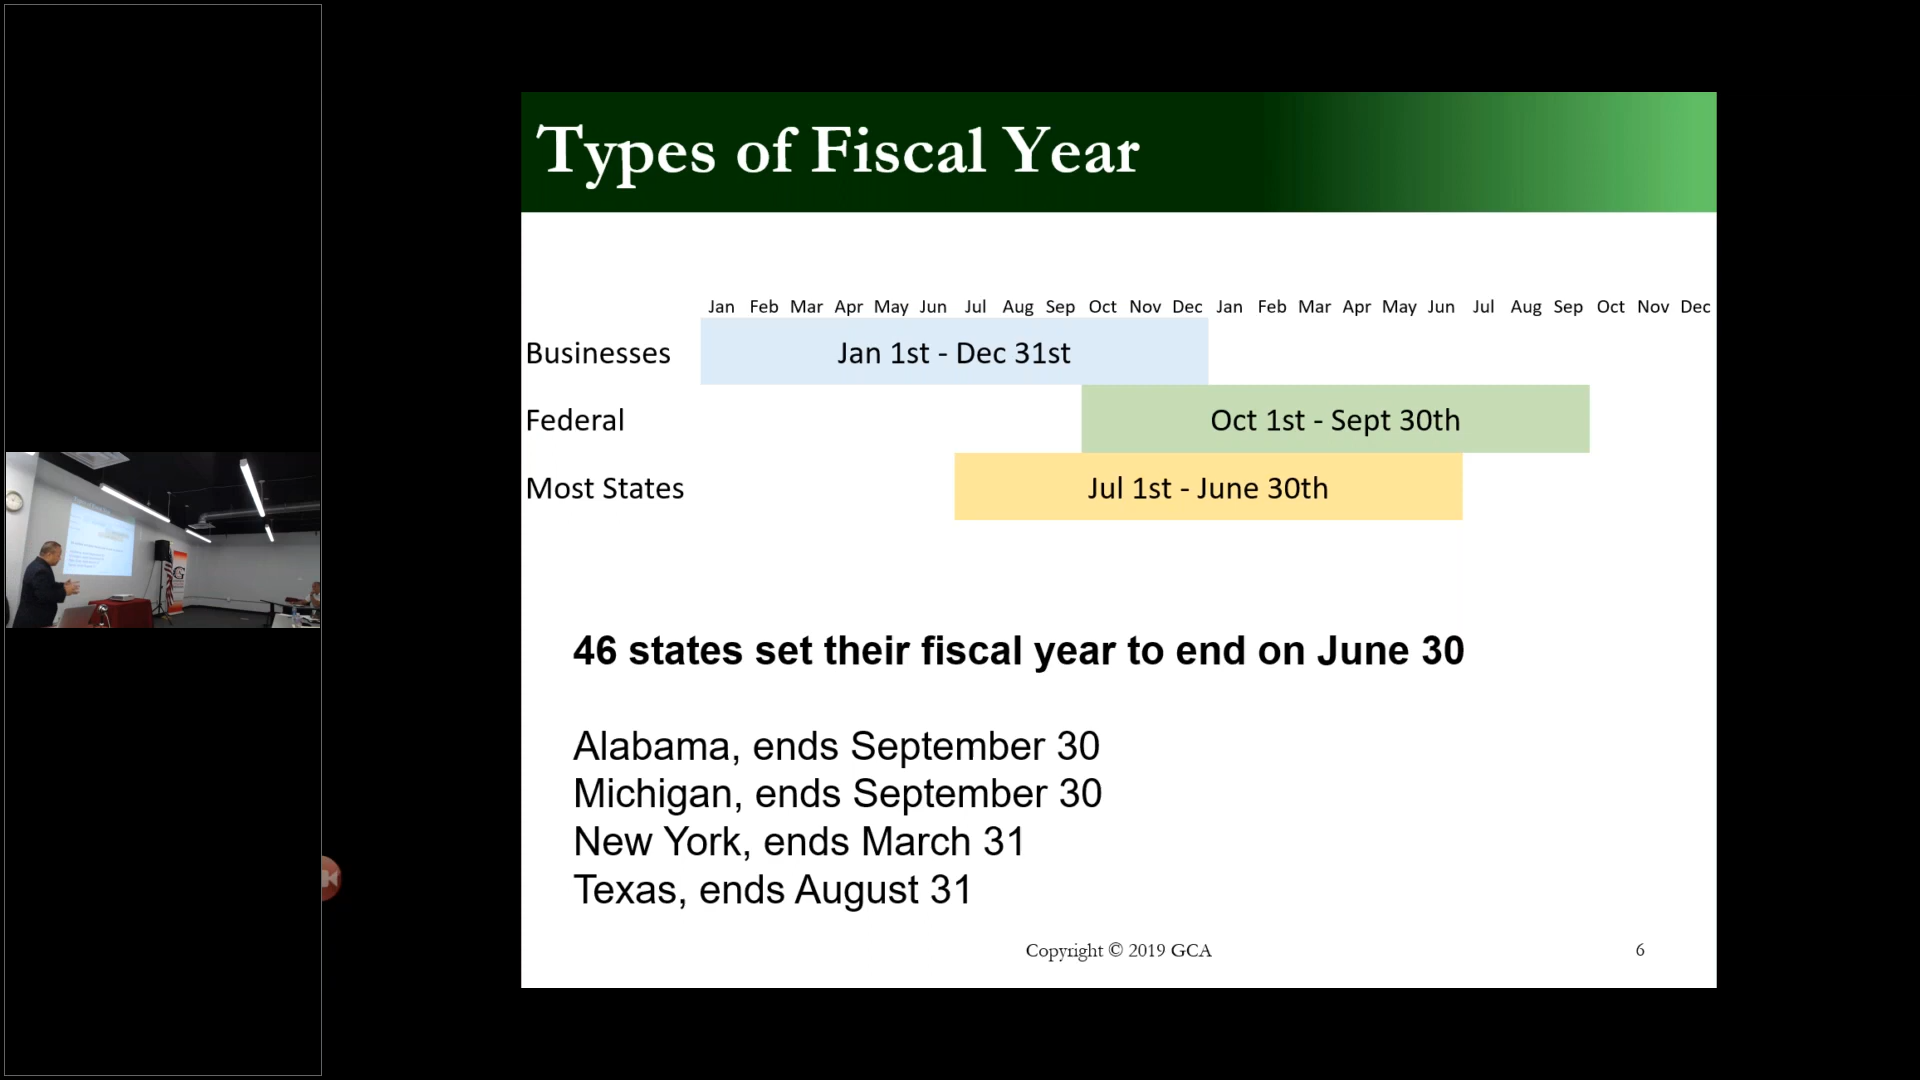 Types of Fiscal Year
Jan Feb Mar Apr May Jun Jul Aug Sep Oct Nov Dec Jan Feb Mar Apr May Jun Jul Aug Sep Oct Nov Dec
Businesses Jan 1st - Dec 31st
Federal Oct 1st - Sept 30th
Most States Jul 1st - June 30th
46 states set their fiscal year to end on June 30
Alabama, ends September 30
Michigan, ends September 30
New York, ends March 31
Texas, ends August 31
Copyright © 2019 GCA 6